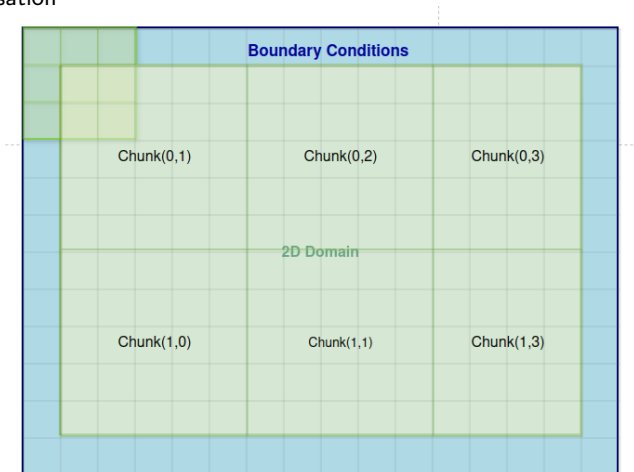 Boundary Conditions
Chunk(0,1) Chunk(0,2) Chunk(0,3)
2D Domain
Chunk(1,0) Chunk(1,1) Chunk(1,3)